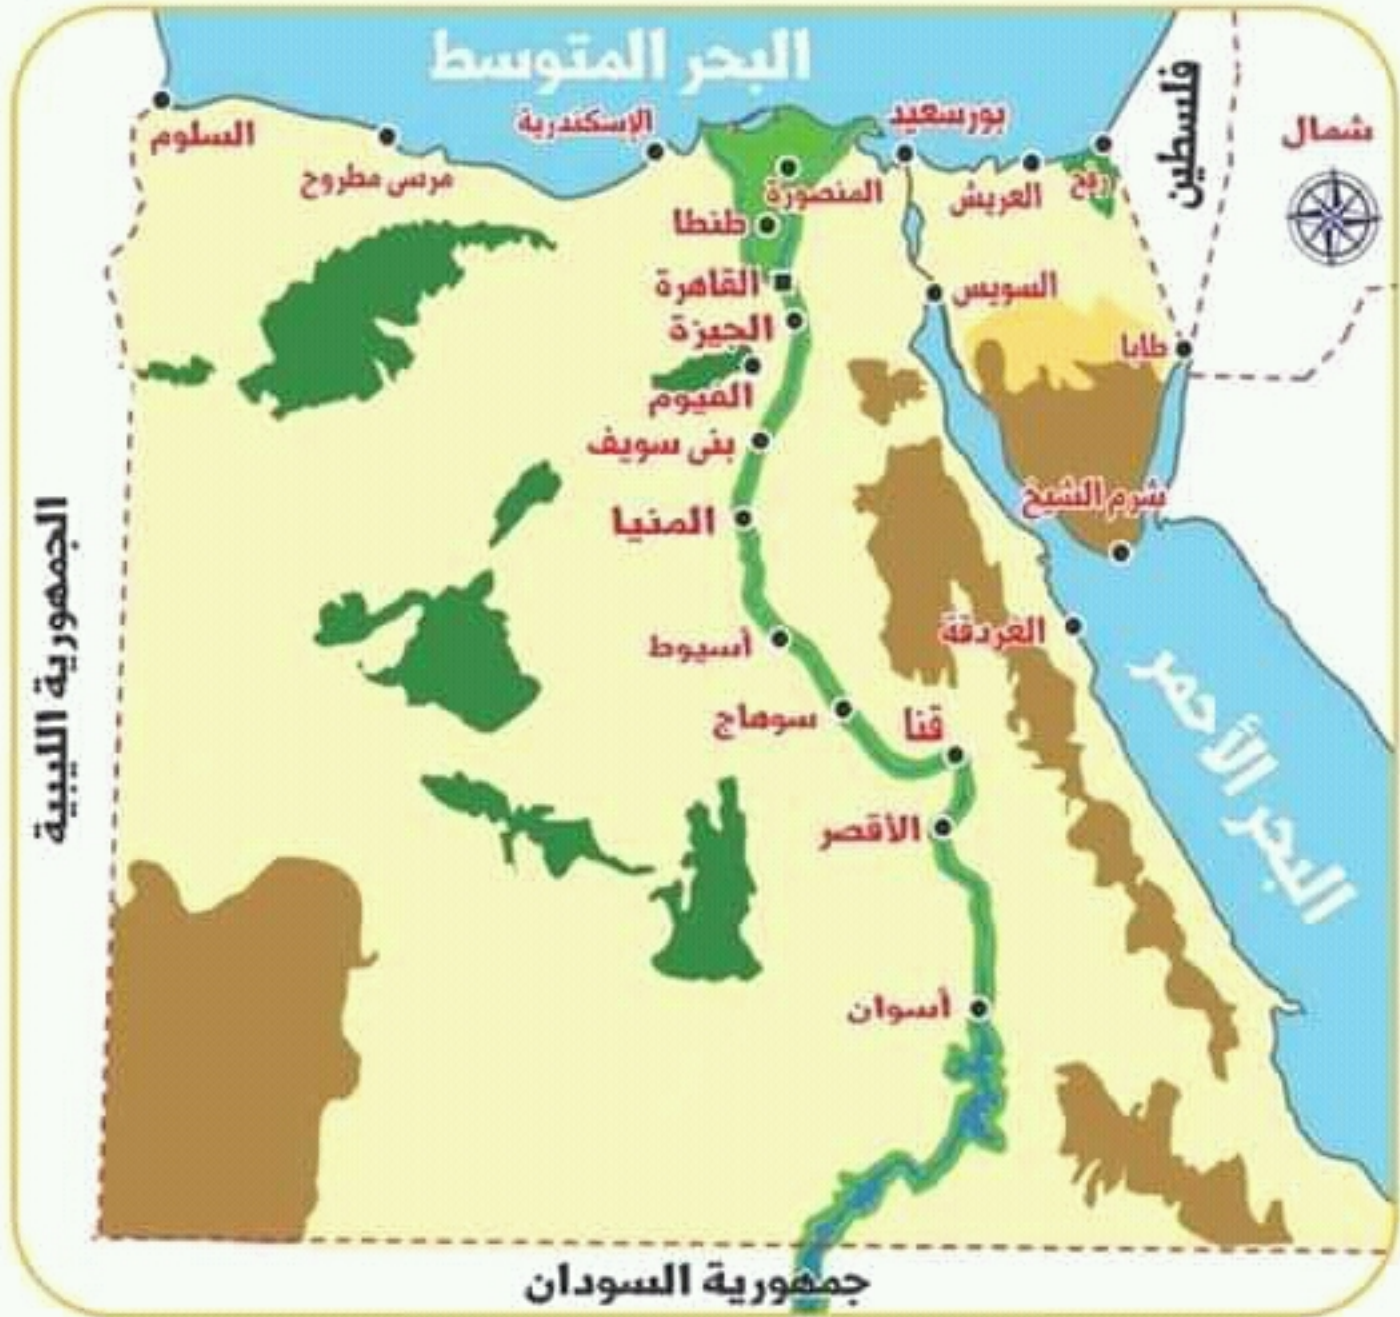 البحر المتوسط
فلسطين
شمال
السلوم
مرسى مطروح
الإسكندرية
بورسعيد
المنصورة
العريش
رفح
طنطا
القاهرة
السويس
الجيزة
طابا
الفيوم
بنى سويف
شرم الشيخ
المنيا
الغردقة
أسيوط
سوهاج
قنا
البحر الأحمر
الأقصر
الجمهورية الليبية
أسوان
جمهورية السودان